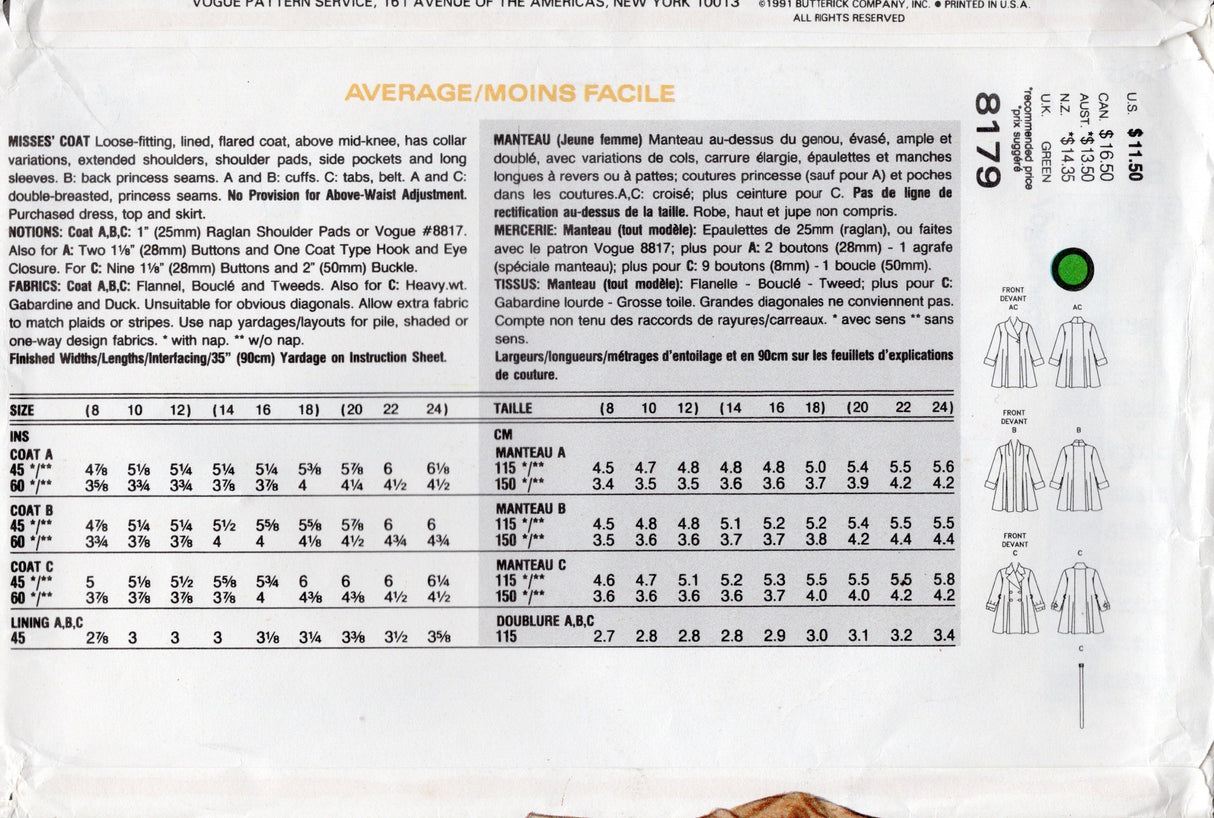 VOGUE PATTERN SERVICE, 161 AVENUE OF THE AMERICAS, NEW YORK 10013 ©1991 BUTTERICK COMPANY, INC. ● PRINTED IN U.S.A.
ALL RIGHTS RESERVED
AVERAGE/MOINS FACILE
MISSES' COAT Loose-fitting, lined, flared coat, above mid-knee, has collar
variations, extended shoulders, shoulder pads, side pockets and long
sleeves. B: back princess seams. A and B: cuffs. C: tabs, belt. A and C:
double-breasted, princess seams. No Provision for Above-Waist Adjustment.
Purchased dress, top and skirt.
NOTIONS: Coat A,B,C: 1" (25mm) Raglan Shoulder Pads or Vogue #8817.
Also for A: Two 1⅛" (28mm) Buttons and One Coat Type Hook and Eye
Closure. For C: Nine 1⅛" (28mm) Buttons and 2" (50mm) Buckle.
FABRICS: Coat A,B,C: Flannel, Bouclé and Tweeds. Also for C: Heavy.wt.
Gabardine and Duck. Unsuitable for obvious diagonals. Allow extra fabric
to match plaids or stripes. Use nap yardages/layouts for pile, shaded or
one-way design fabrics. * with nap. ** w/o nap.
Finished Widths/Lengths/Interfacing/35" (90cm) Yardage on Instruction Sheet.
SIZE (8 10 12) (14 16 18) (20 22 24)
INS
COAT A
45 */** 4⅞ 5⅛ 5¼ 5¼ 5¼ 5⅜ 5⅞ 6 6⅛
60 */** 3⅝ 3¾ 3¾ 3⅞ 3⅞ 4 4¼ 4½ 4½
COAT B
45 */** 4⅞ 5¼ 5¼ 5½ 5⅝ 5⅝ 5⅞ 6 6
60 */** 3¾ 3⅞ 3⅞ 4 4 4⅛ 4½ 4¾ 4¾
COAT C
45 */** 5 5⅛ 5½ 5⅝ 5¾ 6 6 6 6¼
60 */** 3⅞ 3⅞ 3⅞ 3⅞ 4 4⅜ 4⅜ 4½ 4½
LINING A,B,C
45 2⅞ 3 3 3 3⅛ 3¼ 3⅜ 3½ 3⅝
MANTEAU (Jeune femme) Manteau au-dessus du genou, évasé, ample et
doublé, avec variations de cols, carrure élargie, épaulettes et manches
longues à revers ou à pattes; coutures princesse (sauf pour A) et poches
dans les coutures.A,C: croisé; plus ceinture pour C. Pas de ligne de
rectification au-dessus de la taille. Robe, haut et jupe non compris.
MERCERIE: Manteau (tout modèle): Epaulettes de 25mm (raglan), ou faites
avec le patron Vogue 8817; plus pour A: 2 boutons (28mm) - 1 agrafe
(spéciale manteau); plus pour C: 9 boutons (8mm) - 1 boucle (50mm).
TISSUS: Manteau (tout modèle): Flanelle - Bouclé - Tweed; plus pour C:
Gabardine lourde - Grosse toile. Grandes diagonales ne conviennent pas.
Compte non tenu des raccords de rayures/carreaux. * avec sens ** sans
sens.
Largeurs/longueurs/métrages d'entoilage et en 90cm sur les feuillets d'explications
de couture.
TAILLE (8 10 12) (14 16 18) (20 22 24)
CM
MANTEAU A
115 */** 4.5 4.7 4.8 4.8 4.8 5.0 5.4 5.5 5.6
150 */** 3.4 3.5 3.5 3.6 3.6 3.7 3.9 4.2 4.2
MANTEAU B
115 */** 4.5 4.8 4.8 5.1 5.2 5.2 5.4 5.5 5.5
150 */** 3.5 3.6 3.6 3.7 3.7 3.8 4.2 4.4 4.4
MANTEAU C
115 */** 4.6 4.7 5.1 5.2 5.3 5.5 5.5 5.5 5.8
150 */** 3.6 3.6 3.6 3.6 3.7 4.0 4.0 4.2 4.2
DOUBLURE A,B,C
115 2.7 2.8 2.8 2.8 2.9 3.0 3.1 3.2 3.4
U.S. $11.50
CAN. $16.50
AUST. *$13.50
N.Z. *$14.35
U.K. GREEN
*recommended price
*prix suggéré
8179
FRONT
DEVANT
AC
AC
FRONT
DEVANT
B
B
FRONT
DEVANT
C
C
C